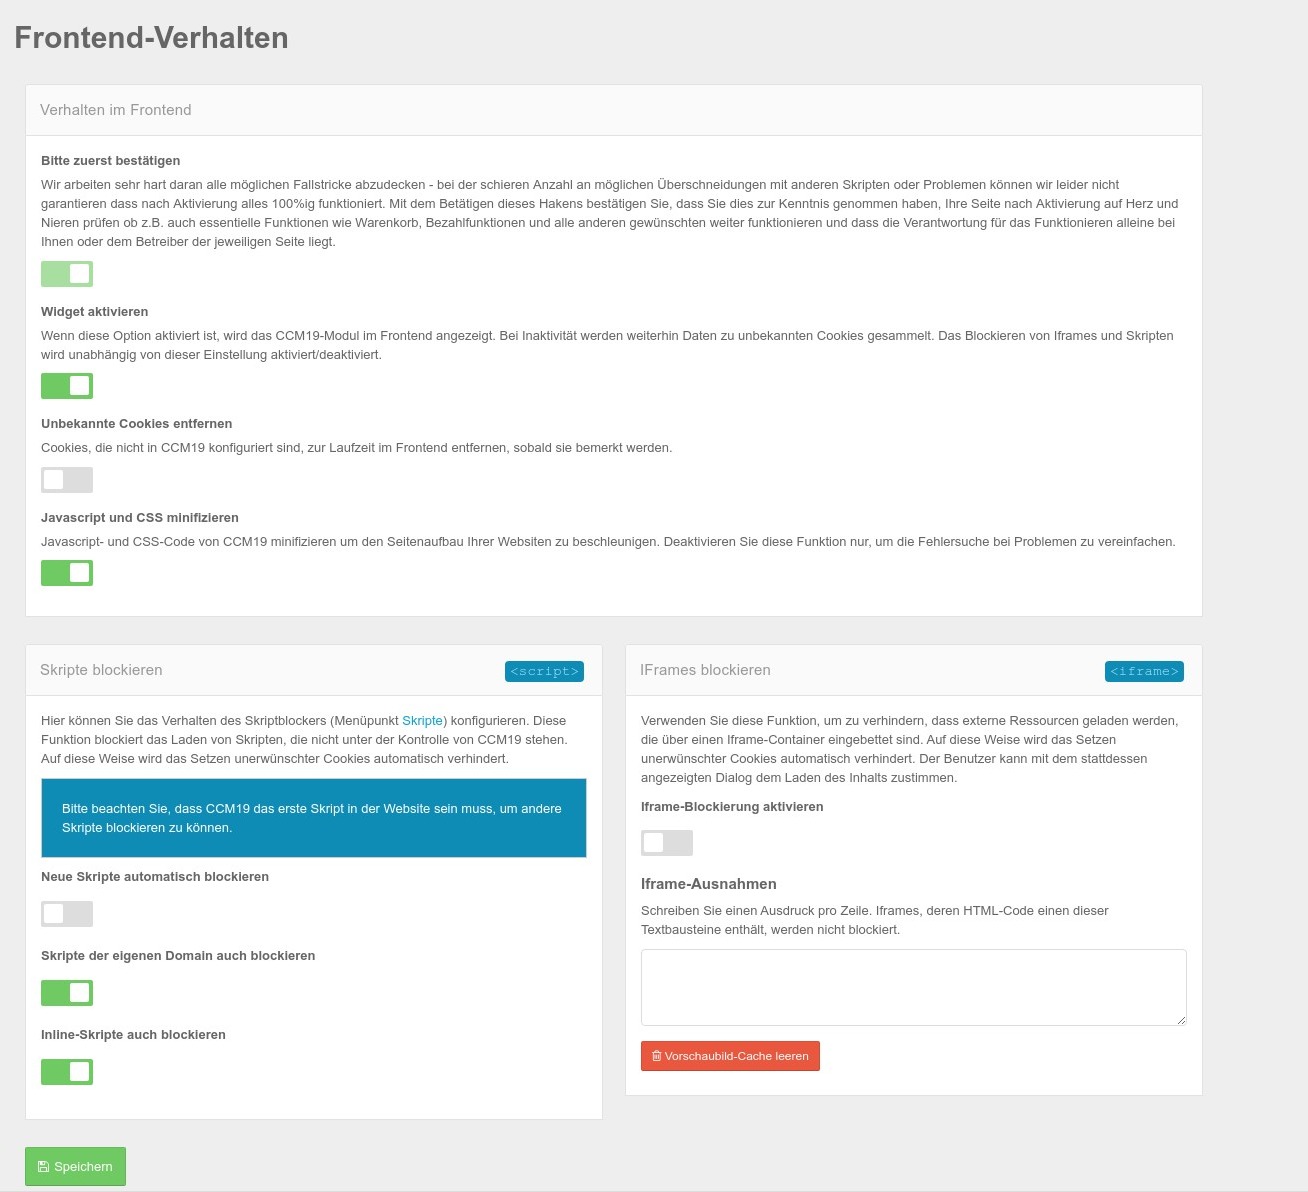 Frontend-Verhalten
Verhalten im Frontend
Bitte zuerst bestätigen
Wir arbeiten sehr hart daran alle möglichen Fallstricke abzudecken - bei der schieren Anzahl an möglichen Überschneidungen mit anderen Skripten oder Problemen können wir leider nicht
garantieren dass nach Aktivierung alles 100%ig funktioniert. Mit dem Betätigen dieses Hakens bestätigen Sie, dass Sie dies zur Kenntnis genommen haben, Ihre Seite nach Aktivierung auf Herz und
Nieren prüfen ob z.B. auch essentielle Funktionen wie Warenkorb, Bezahlfunktionen und alle anderen gewünschten weiter funktionieren und dass die Verantwortung für das Funktionieren alleine bei
Ihnen oder dem Betreiber der jeweiligen Seite liegt.
Widget aktivieren
Wenn diese Option aktiviert ist, wird das CCM19-Modul im Frontend angezeigt. Bei Inaktivität werden weiterhin Daten zu unbekannten Cookies gesammelt. Das Blockieren von Iframes und Skripten
wird unabhängig von dieser Einstellung aktiviert/deaktiviert.
Unbekannte Cookies entfernen
Cookies, die nicht in CCM19 konfiguriert sind, zur Laufzeit im Frontend entfernen, sobald sie bemerkt werden.
Javascript und CSS minifizieren
Javascript- und CSS-Code von CCM19 minifizieren um den Seitenaufbau Ihrer Websiten zu beschleunigen. Deaktivieren Sie diese Funktion nur, um die Fehlersuche bei Problemen zu vereinfachen.
Skripte blockieren
<script>
Hier können Sie das Verhalten des Skriptblockers (Menüpunkt Skripte) konfigurieren. Diese
Funktion blockiert das Laden von Skripten, die nicht unter der Kontrolle von CCM19 stehen.
Auf diese Weise wird das Setzen unerwünschter Cookies automatisch verhindert.
Bitte beachten Sie, dass CCM19 das erste Skript in der Website sein muss, um andere
Skripte blockieren zu können.
Neue Skripte automatisch blockieren
Skripte der eigenen Domain auch blockieren
Inline-Skripte auch blockieren
IFrames blockieren
<iframe>
Verwenden Sie diese Funktion, um zu verhindern, dass externe Ressourcen geladen werden,
die über einen Iframe-Container eingebettet sind. Auf diese Weise wird das Setzen
unerwünschter Cookies automatisch verhindert. Der Benutzer kann mit dem stattdessen
angezeigten Dialog dem Laden des Inhalts zustimmen.
Iframe-Blockierung aktivieren
Iframe-Ausnahmen
Schreiben Sie einen Ausdruck pro Zeile. Iframes, deren HTML-Code einen dieser
Textbausteine enthält, werden nicht blockiert.
Vorschaubild-Cache leeren
Speichern